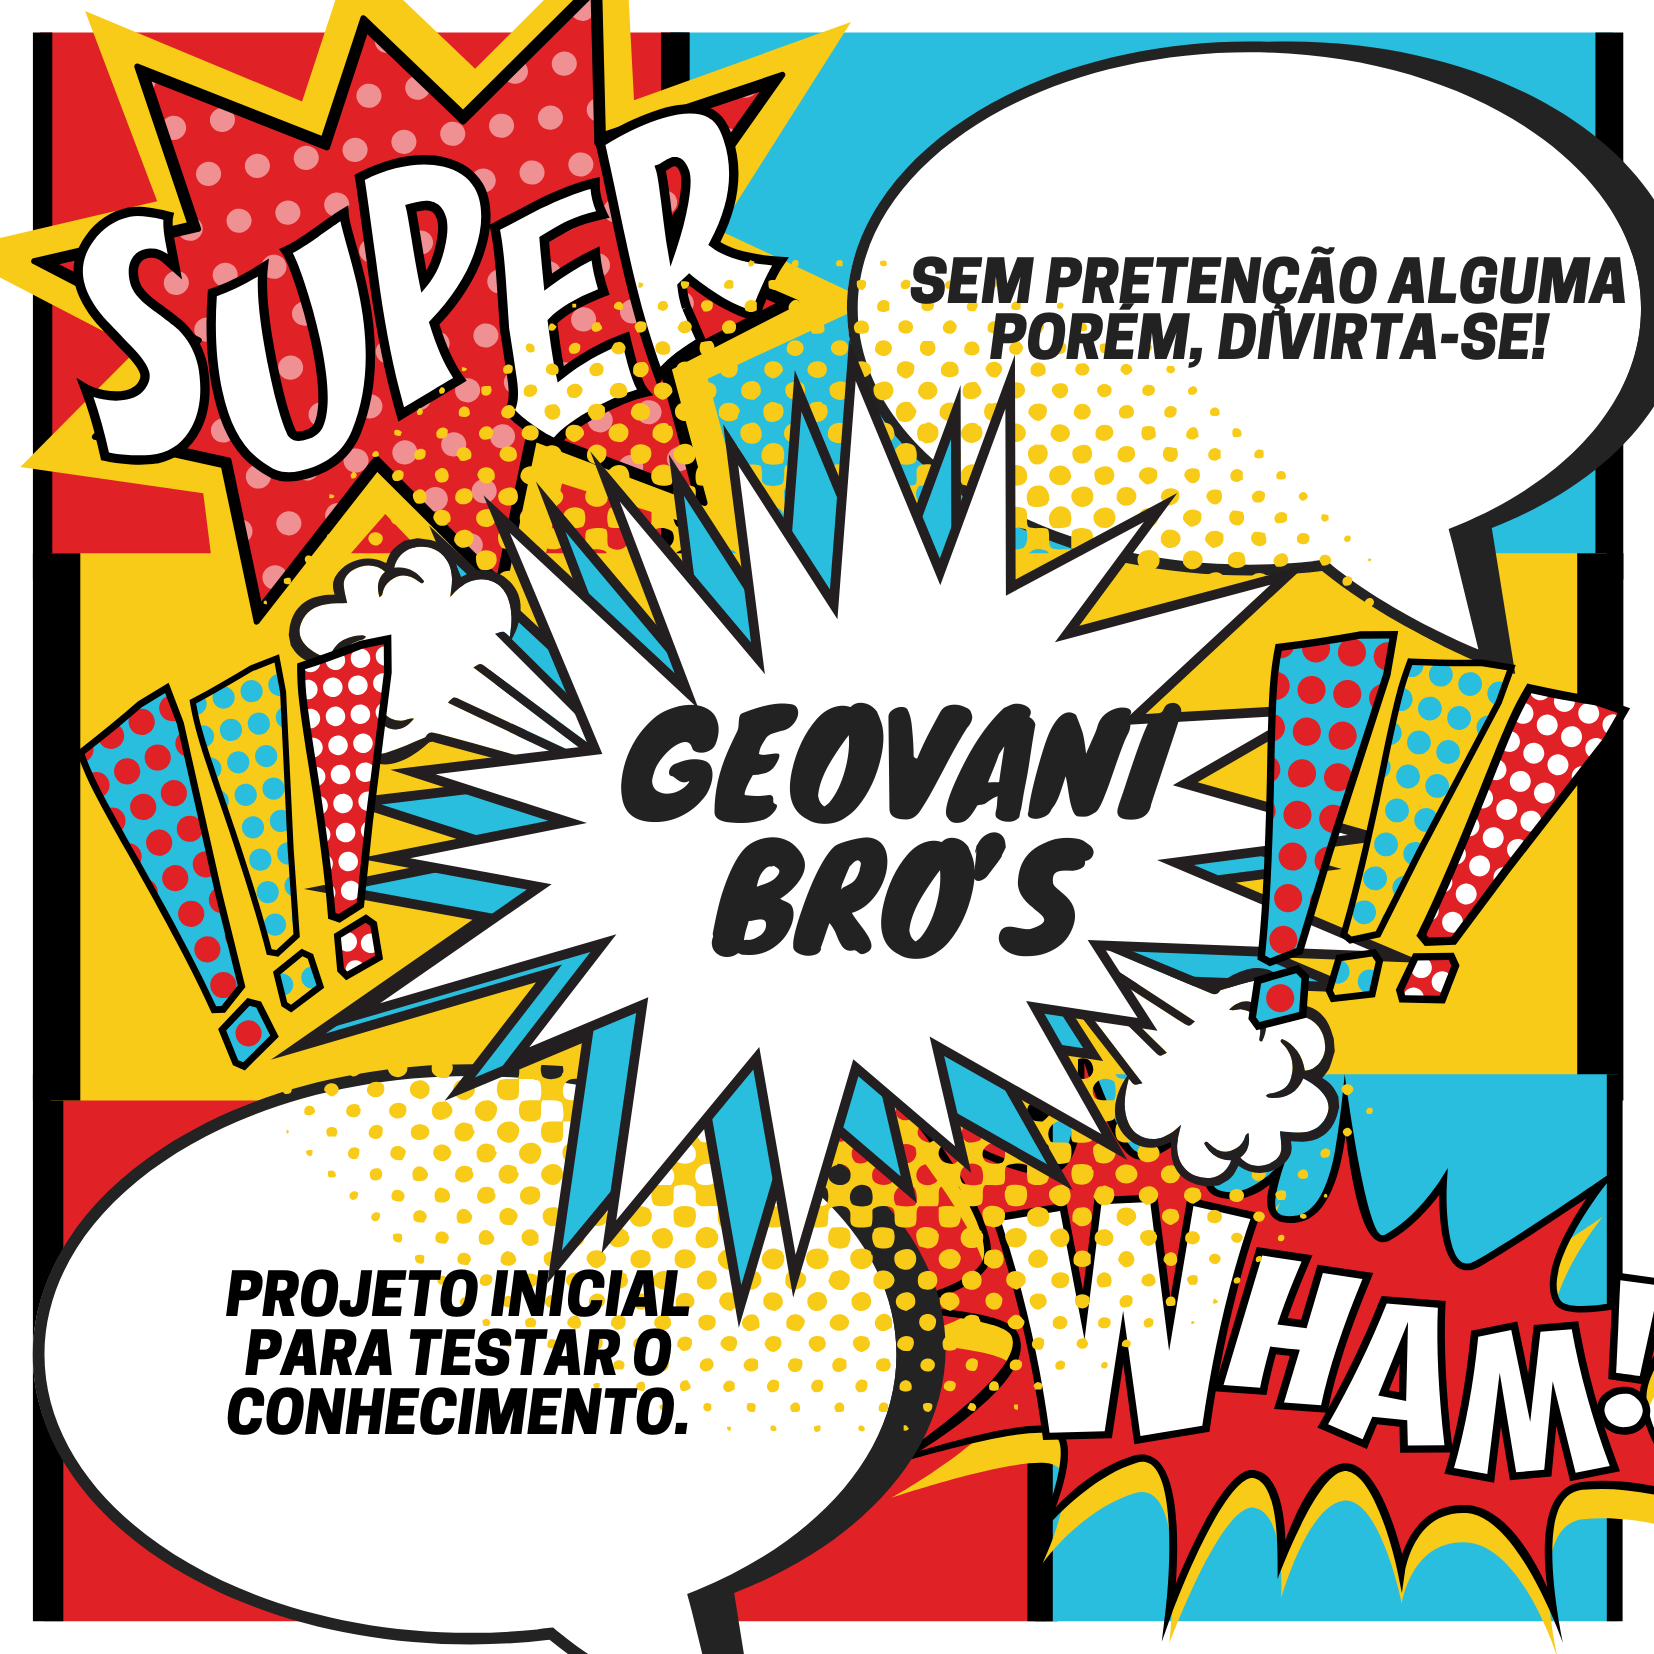 SUPER
SEM PRETENÇÃO ALGUMA
PORÉM, DIVIRTA-SE!
!!!
GEOVANI
BRO'S
!!!
PROJETO INICIAL
PARA TESTAR O
CONHECIMENTO.
WHAM!